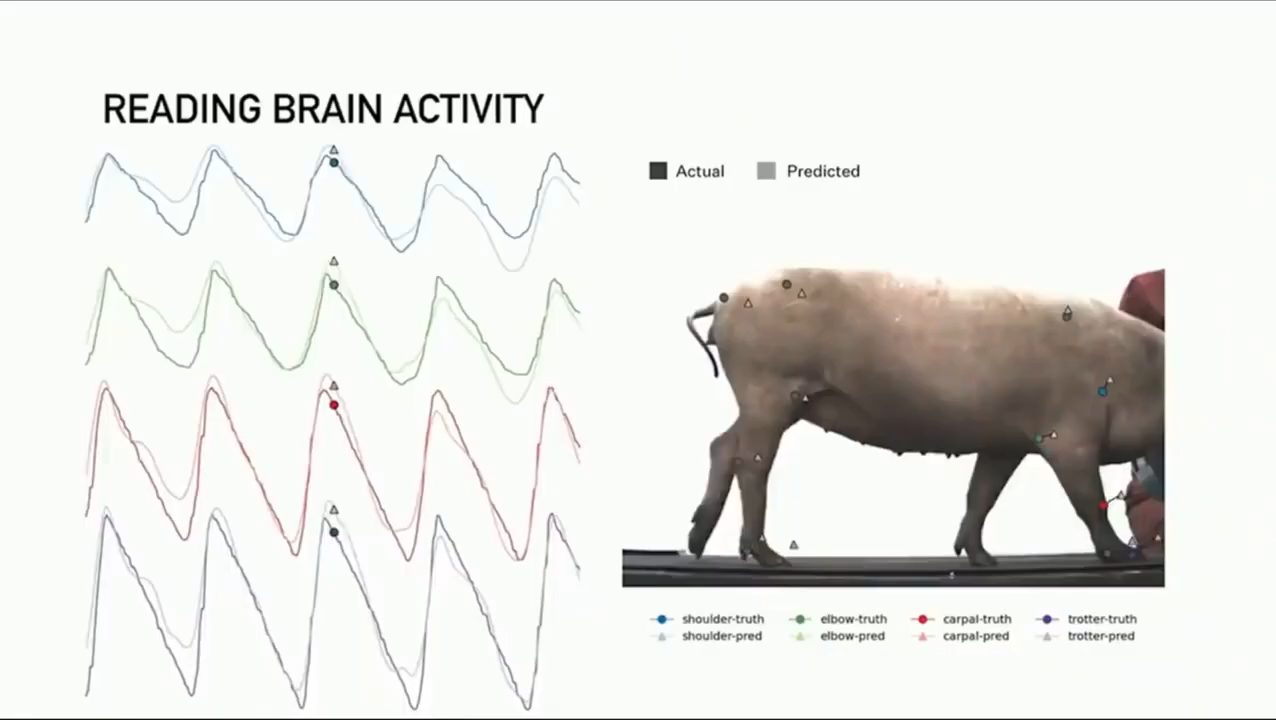 READING BRAIN ACTIVITY
Actual Predicted
shoulder-truth elbow-truth carpal-truth trotter-truth
shoulder-pred elbow-pred carpal-pred trotter-pred